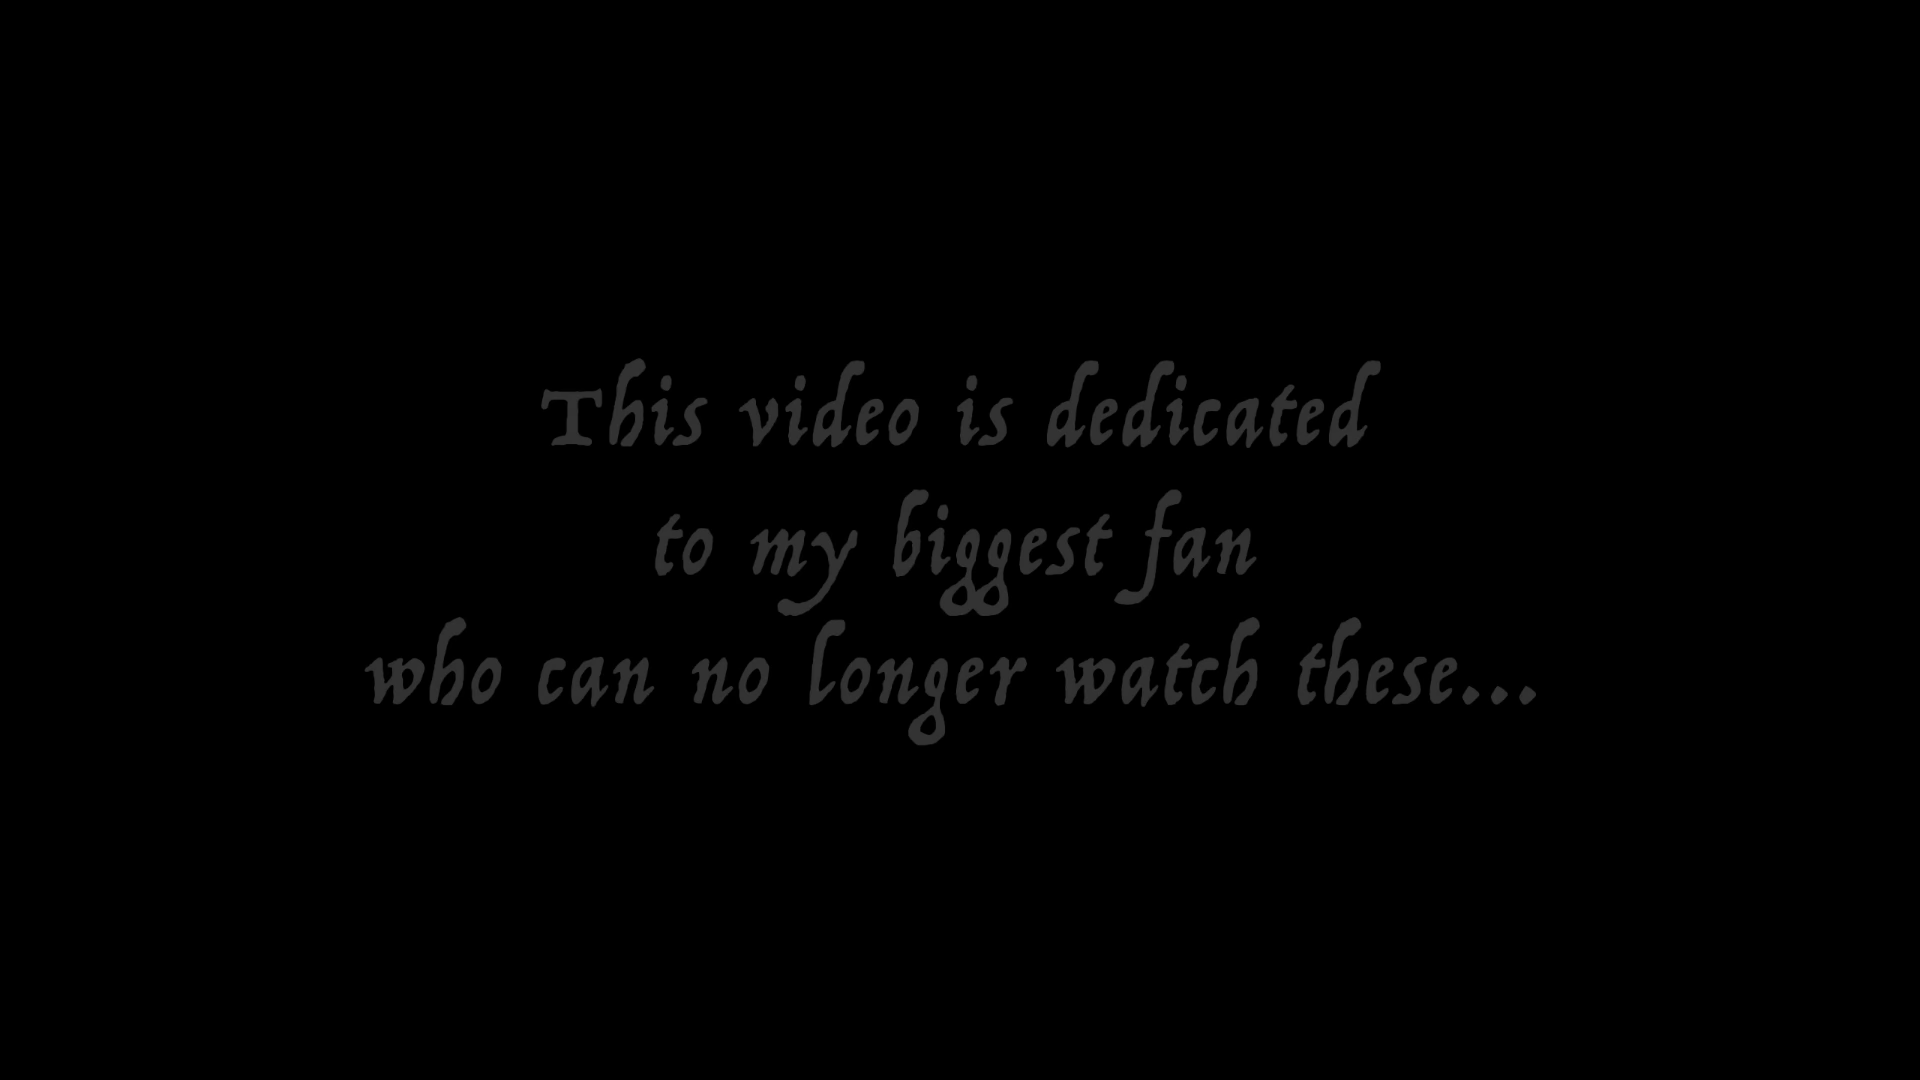 This video is dedicated
to my biggest fan
who can no longer watch these...